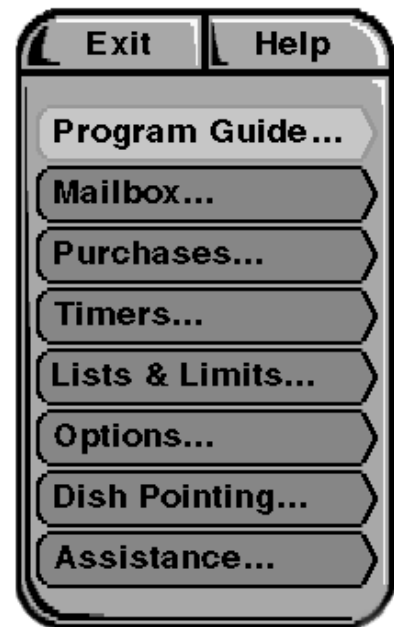 Exit Help
Program Guide...
Mailbox...
Purchases...
Timers...
Lists & Limits...
Options...
Dish Pointing...
Assistance...